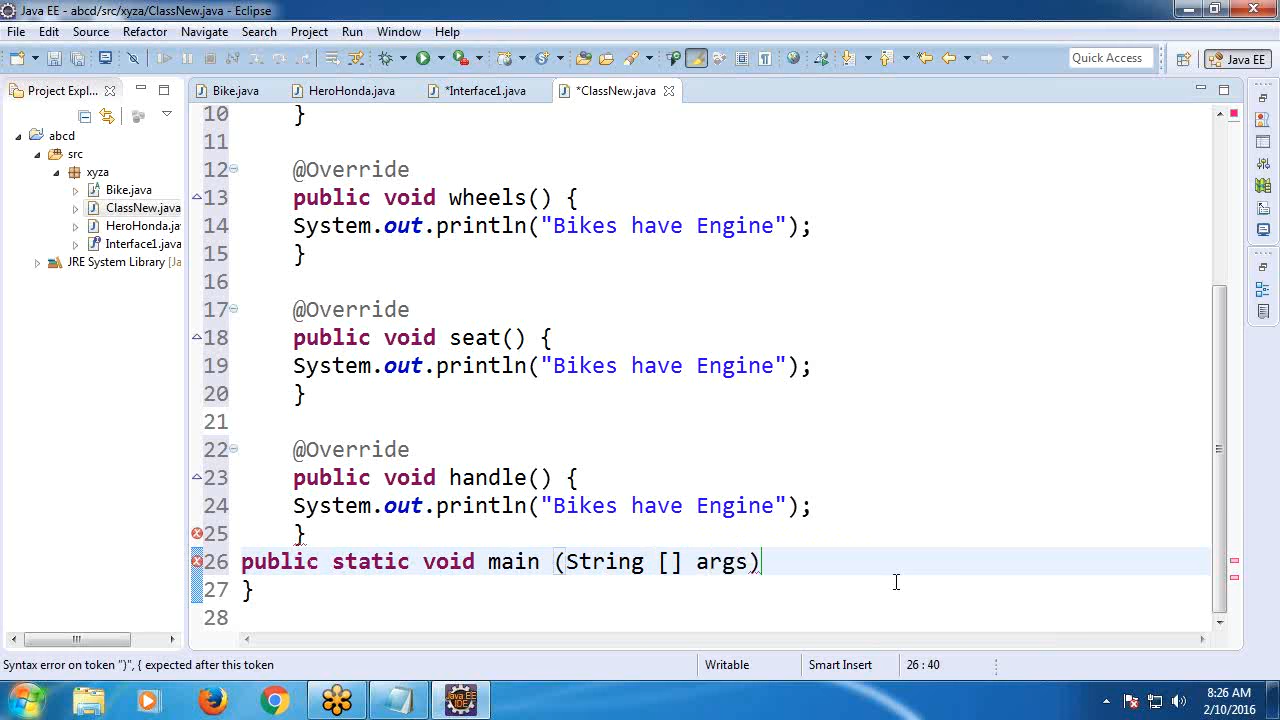 Java EE - abcd/src/xyza/ClassNew.java - Eclipse
File Edit Source Refactor Navigate Search Project Run Window Help
Quick Access
Java EE
Project Expl...
Bike.java
HeroHonda.java
*Interface1.java
*ClassNew.java
abcd
src
xyza
Bike.java
ClassNew.java
HeroHonda.ja
Interface1.java
JRE System Library [Ja
10 }
11
12 @Override
13 public void wheels() {
14 System.out.println("Bikes have Engine");
15 }
16
17 @Override
18 public void seat() {
19 System.out.println("Bikes have Engine");
20 }
21
22 @Override
23 public void handle() {
24 System.out.println("Bikes have Engine");
25 }
26 public static void main (String [] args)
27 }
28
Syntax error on token ")", { expected after this token
Writable
Smart Insert
26 : 40
Java EE
IDE
8:26 AM
2/10/2016